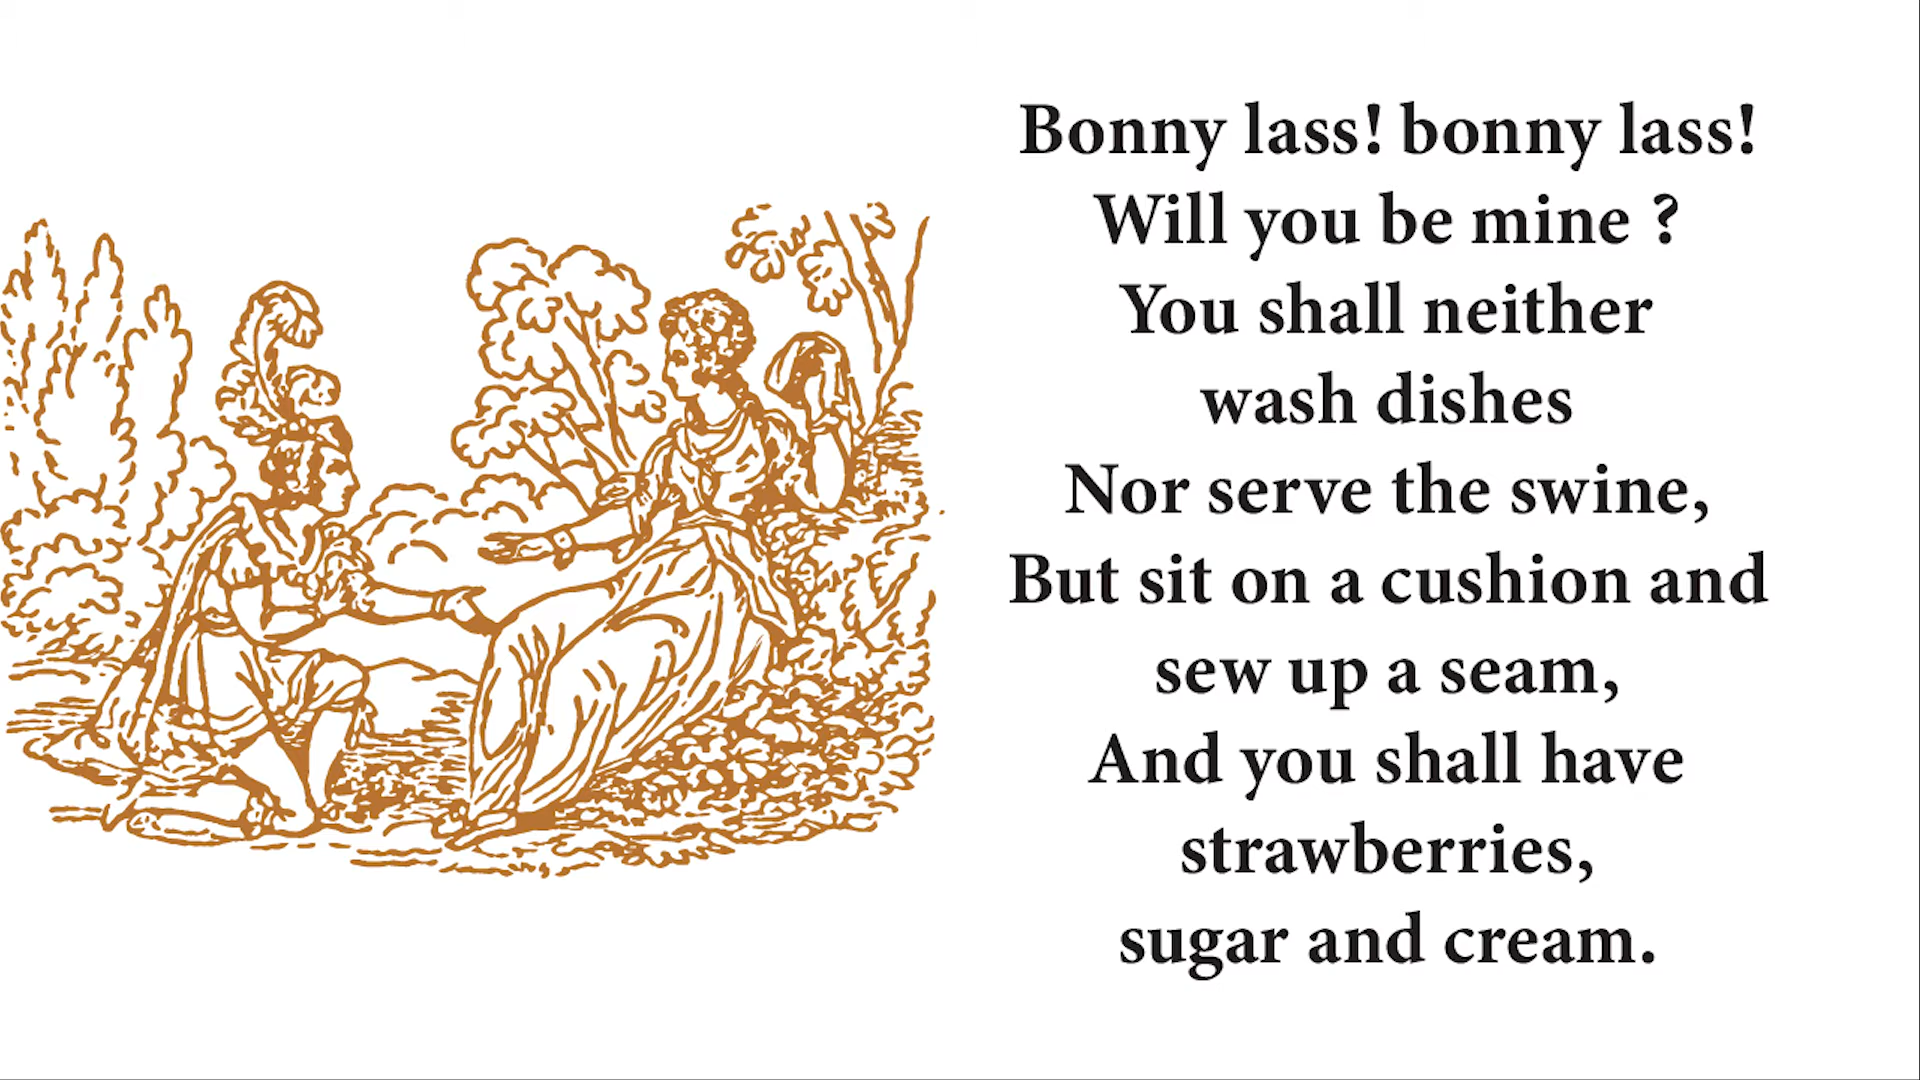 Bonny lass! bonny lass!
Will you be mine ?
You shall neither
wash dishes
Nor serve the swine,
But sit on a cushion and
sew up a seam,
And you shall have
strawberries,
sugar and cream.